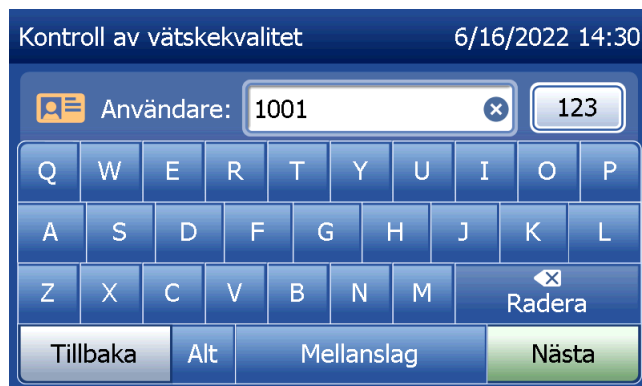 Kontroll av vätskekvalitet 6/16/2022 14:30
Användare: 1001 123
Q W E R T Y U I O P
A S D F G H J K L
Z X C V B N M Radera
Tillbaka Alt Mellanslag Nästa